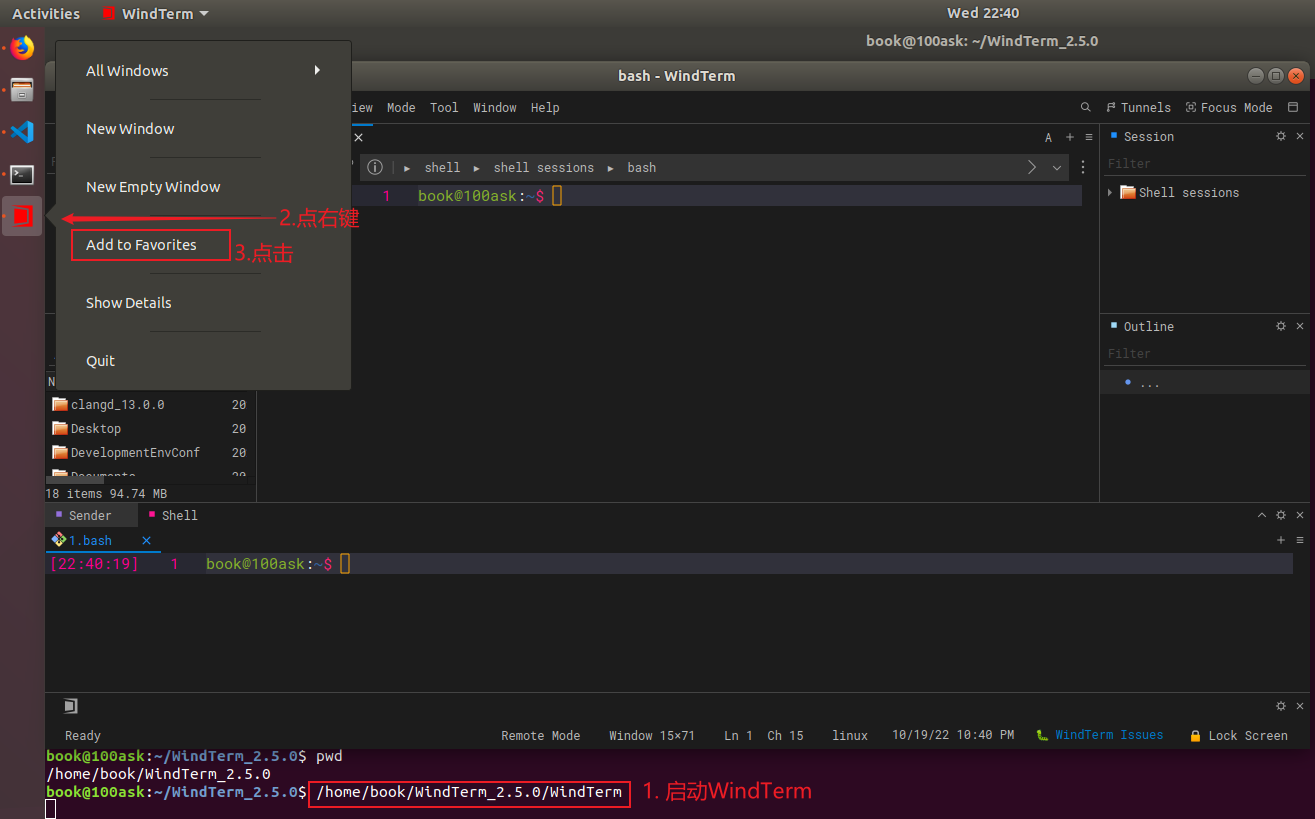 Activities WindTerm Wed 22:40
book@100ask: ~/WindTerm_2.5.0
bash - WindTerm
All Windows
New Window
New Empty Window
2.点右键
Add to Favorites
3.点击
Show Details
Quit
iew Mode Tool Window Help Tunnels Focus Mode
A + ≡
shell ▸ shell sessions ▸ bash
1 book@100ask:~$
Session
Filter
Shell sessions
Outline
Filter
...
N
clangd_13.0.0 20
Desktop 20
DevelopmentEnvConf 20
Documents 20
18 items 94.74 MB
Sender Shell
1.bash
[22:40:19] 1 book@100ask:~$
Ready Remote Mode Window 15×71 Ln 1 Ch 15 linux 10/19/22 10:40 PM WindTerm Issues Lock Screen
book@100ask:~/WindTerm_2.5.0$ pwd
/home/book/WindTerm_2.5.0
book@100ask:~/WindTerm_2.5.0$ /home/book/WindTerm_2.5.0/WindTerm
1. 启动WindTerm